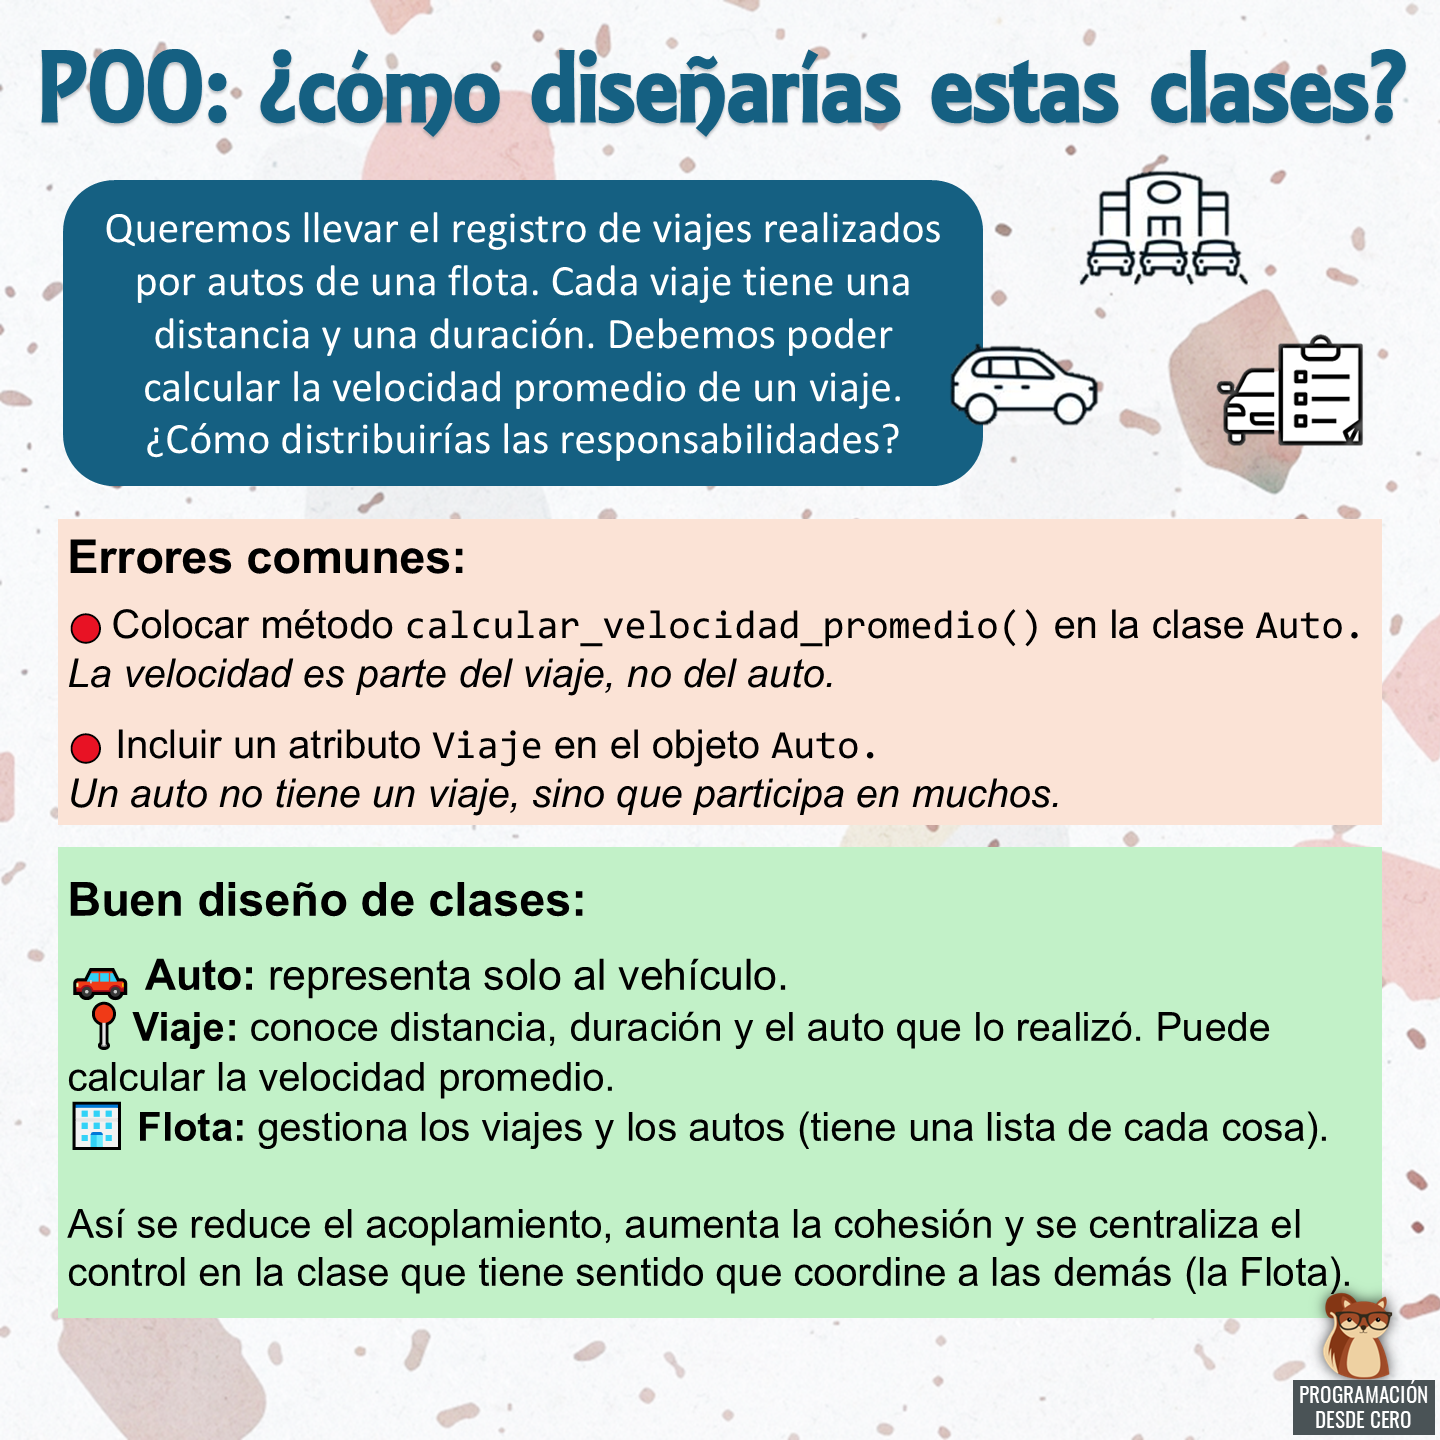 POO: ¿cómo diseñarías estas clases?
Queremos llevar el registro de viajes realizados
por autos de una flota. Cada viaje tiene una
distancia y una duración. Debemos poder
calcular la velocidad promedio de un viaje.
¿Cómo distribuirías las responsabilidades?
Errores comunes:
Colocar método calcular_velocidad_promedio() en la clase Auto.
La velocidad es parte del viaje, no del auto.
Incluir un atributo Viaje en el objeto Auto.
Un auto no tiene un viaje, sino que participa en muchos.
Buen diseño de clases:
Auto: representa solo al vehículo.
Viaje: conoce distancia, duración y el auto que lo realizó. Puede
calcular la velocidad promedio.
Flota: gestiona los viajes y los autos (tiene una lista de cada cosa).
Así se reduce el acoplamiento, aumenta la cohesión y se centraliza el
control en la clase que tiene sentido que coordine a las demás (la Flota).
PROGRAMACIÓN
DESDE CERO